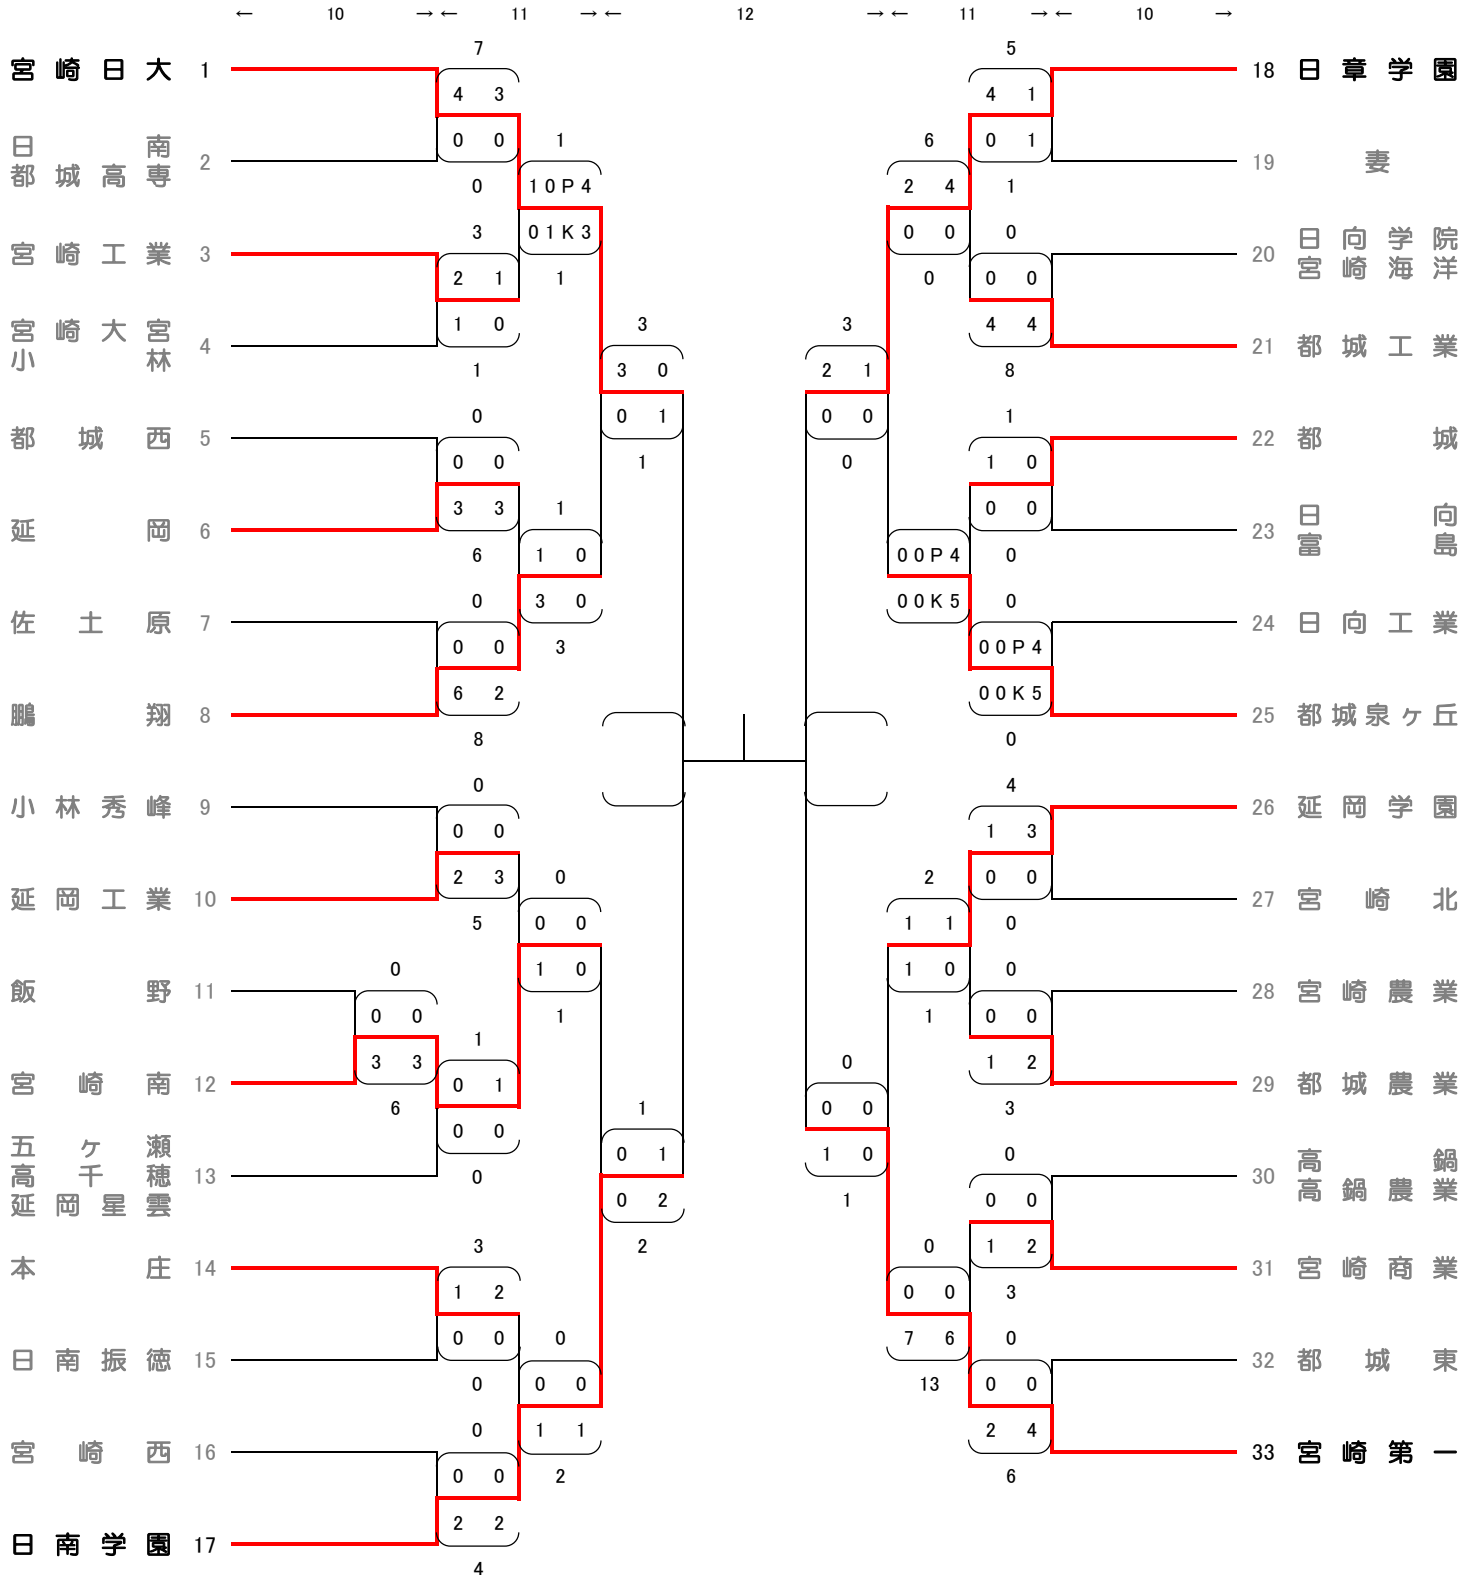 ← 10 → ← 11 → ← 12 → ← 11 → ← 10 →
宮崎日大 1
日南
都城高専 2
宮崎工業 3
宮崎大宮
小林 4
都城西 5
延岡 6
佐土原 7
鵬翔 8
小林秀峰 9
延岡工業 10
飯野 11
宮崎南 12
五ヶ瀬
高千穂 13
延岡星雲
本庄 14
日南振徳 15
宮崎西 16
日南学園 17
7
4 3
0 0
0
3
2 1
1 0
1
0
0 0
3 3
6
0
0 0
6 2
8
0
0 0
2 3
5
0
0 0
3 3
6
1
0 1
0 0
0
3
1 2
0 0
0
0
0 0
2 2
4
1
1 0 P 4
0 1 K 3
1
1
1 0
3 0
3
0
0 0
1 0
1
0
0 0
1 1
2
3
3 0
0 1
1
1
0 1
0 2
2
3
2 1
0 0
0
0
0 0
1 0
1
6
2 4
0 0
0
0 0 P 4
0 0 K 5
2
1 1
1 0
1
0
0 0
7 6
13
5
4 1
0 1
1
0
0 0
4 4
8
1
1 0
0 0
0
0
0 0 P 4
0 0 K 5
0
4
1 3
0 0
0
0
0 0
1 2
3
0
0 0
1 2
3
0
0 0
2 4
6
18 日章学園
19 妻
20 日向学院
宮崎海洋
21 都城工業
22 都城
23 日向
富島
24 日向工業
25 都城泉ヶ丘
26 延岡学園
27 宮崎北
28 宮崎農業
29 都城農業
30 高鍋
高鍋農業
31 宮崎商業
32 都城東
33 宮崎第一